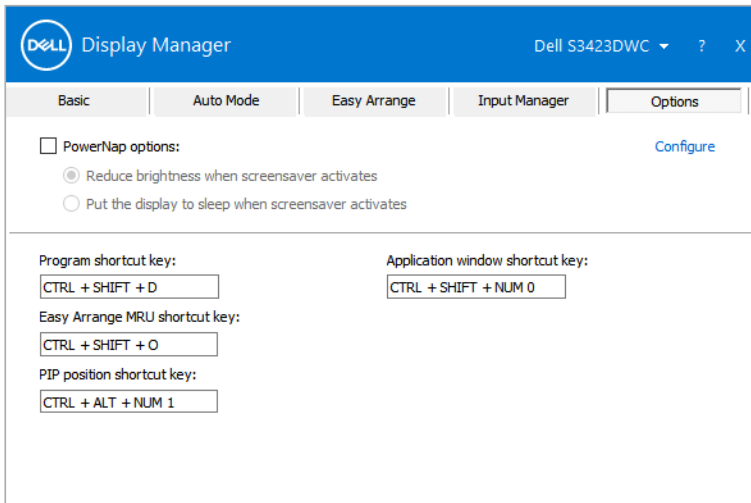 DELL Display Manager Dell S3423DWC ? X
Basic Auto Mode Easy Arrange Input Manager Options
PowerNap options: Configure
Reduce brightness when screensaver activates
Put the display to sleep when screensaver activates
Program shortcut key: Application window shortcut key:
CTRL + SHIFT + D CTRL + SHIFT + NUM 0
Easy Arrange MRU shortcut key:
CTRL + SHIFT + O
PIP position shortcut key:
CTRL + ALT + NUM 1